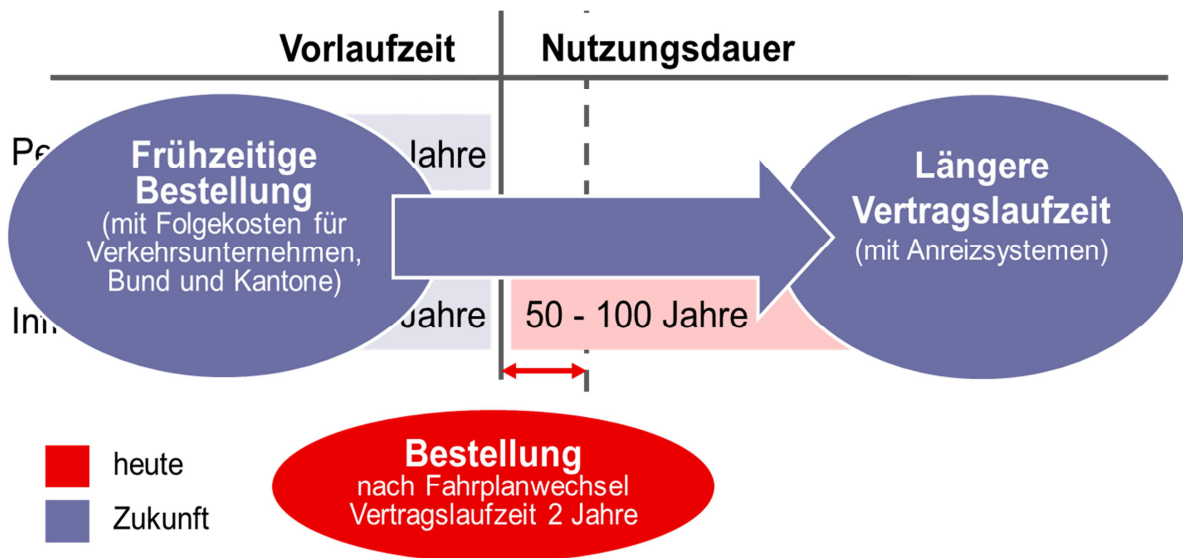 Vorlaufzeit
Nutzungsdauer
Jahre
Frühzeitige
Bestellung
(mit Folgekosten für
Verkehrsunternehmen,
Bund und Kantone)
Längere
Vertragslaufzeit
(mit Anreizsystemen)
Jahre
50 - 100 Jahre
Bestellung
nach Fahrplanwechsel
Vertragslaufzeit 2 Jahre
heute
Zukunft